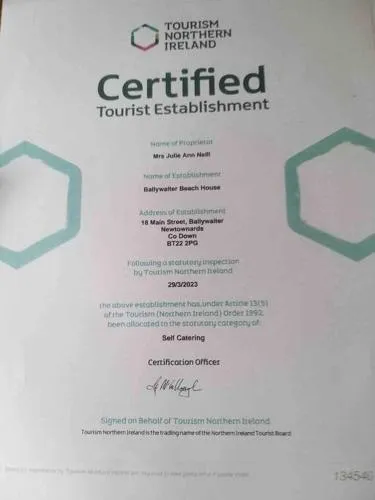 TOURISM
NORTHERN
IRELAND
Certified
Tourist Establishment
Name of Proprietor
Mrs Julie Ann Neill
Name of Establishment
Ballywalter Beach House
Address of Establishment
18 Main Street, Ballywalter
Newtownards
Co Down
BT22 2PG
Following a statutory inspection
by Tourism Northern Ireland
29/3/2023
the above establishment has, under Article 13(5)
of the Tourism (Northern Ireland) Order 1992,
been allocated to the statutory category of:
Self Catering
Certification Officer
Signed on Behalf of Tourism Northern Ireland
Tourism Northern Ireland is the trading name of the Northern Ireland Tourist Board
134546